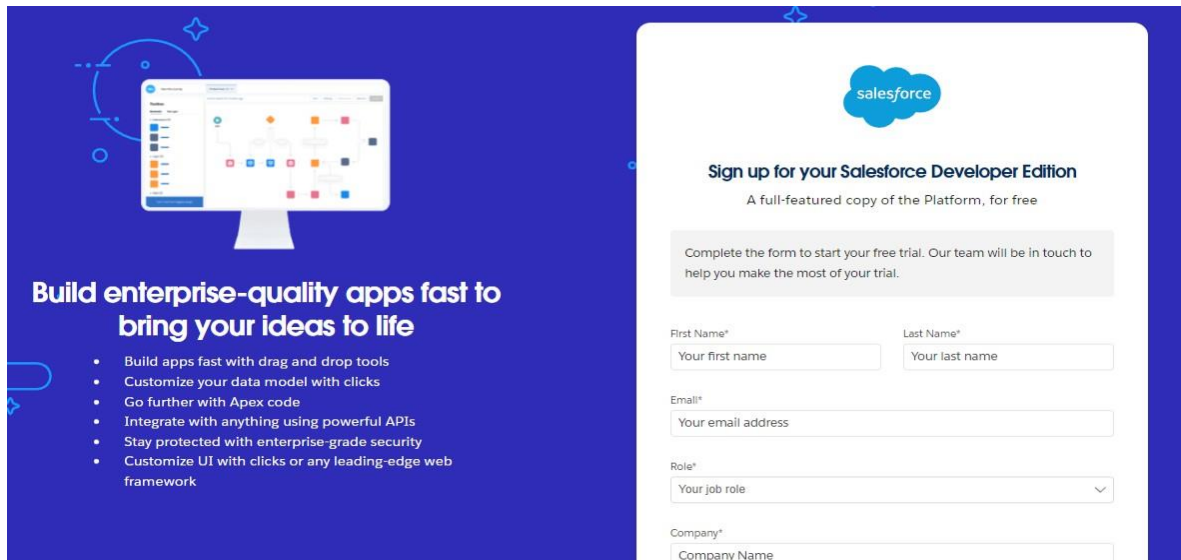 Build enterprise-quality apps fast to
bring your ideas to life
• Build apps fast with drag and drop tools
• Customize your data model with clicks
• Go further with Apex code
• Integrate with anything using powerful APIs
• Stay protected with enterprise-grade security
• Customize UI with clicks or any leading-edge web
framework
salesforce
Sign up for your Salesforce Developer Edition
A full-featured copy of the Platform, for free
Complete the form to start your free trial. Our team will be in touch to
help you make the most of your trial.
First Name* Last Name*
Your first name Your last name
Email*
Your email address
Role*
Your job role
Company*
Company Name